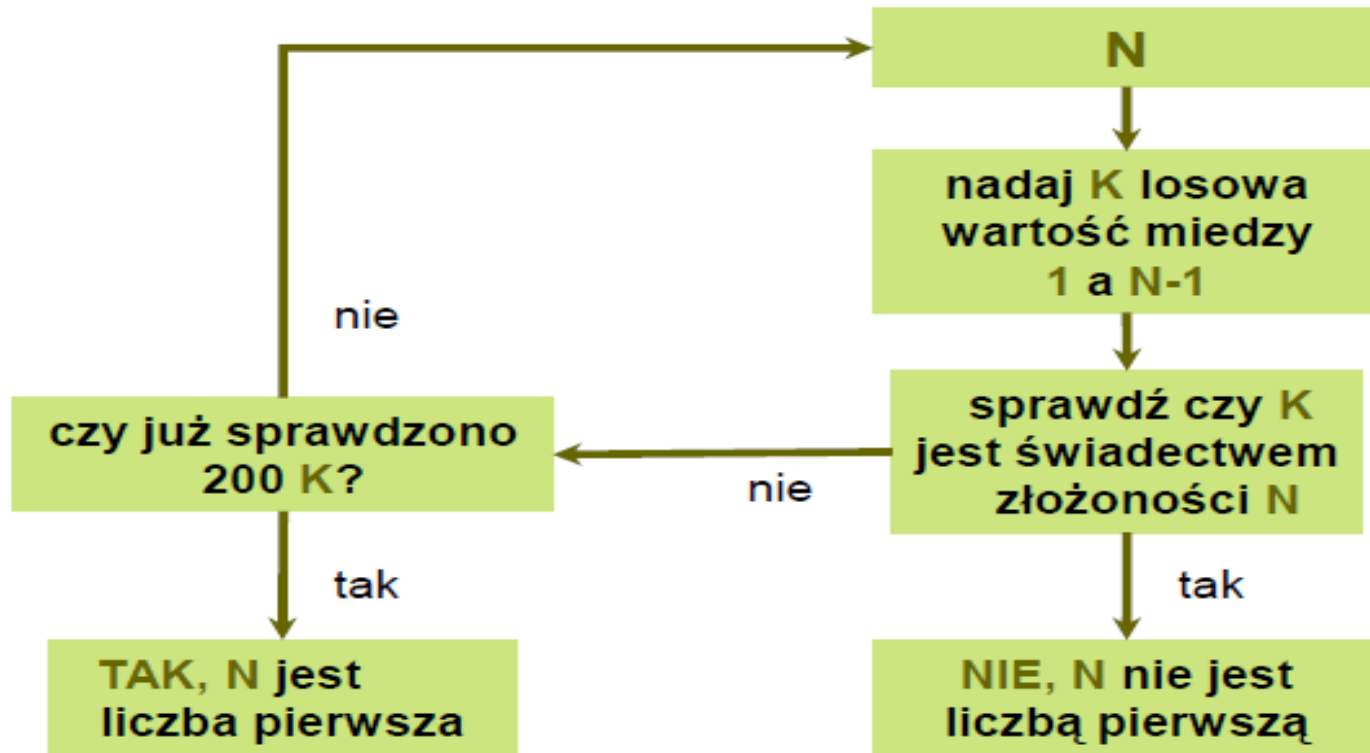 N
nadaj K losowa
wartość miedzy
1 a N-1
nie
czy już sprawdzono
200 K?
sprawdź czy K
jest świadectwem
złożoności N
nie
tak
tak
TAK, N jest
liczba pierwsza
NIE, N nie jest
liczbą pierwszą